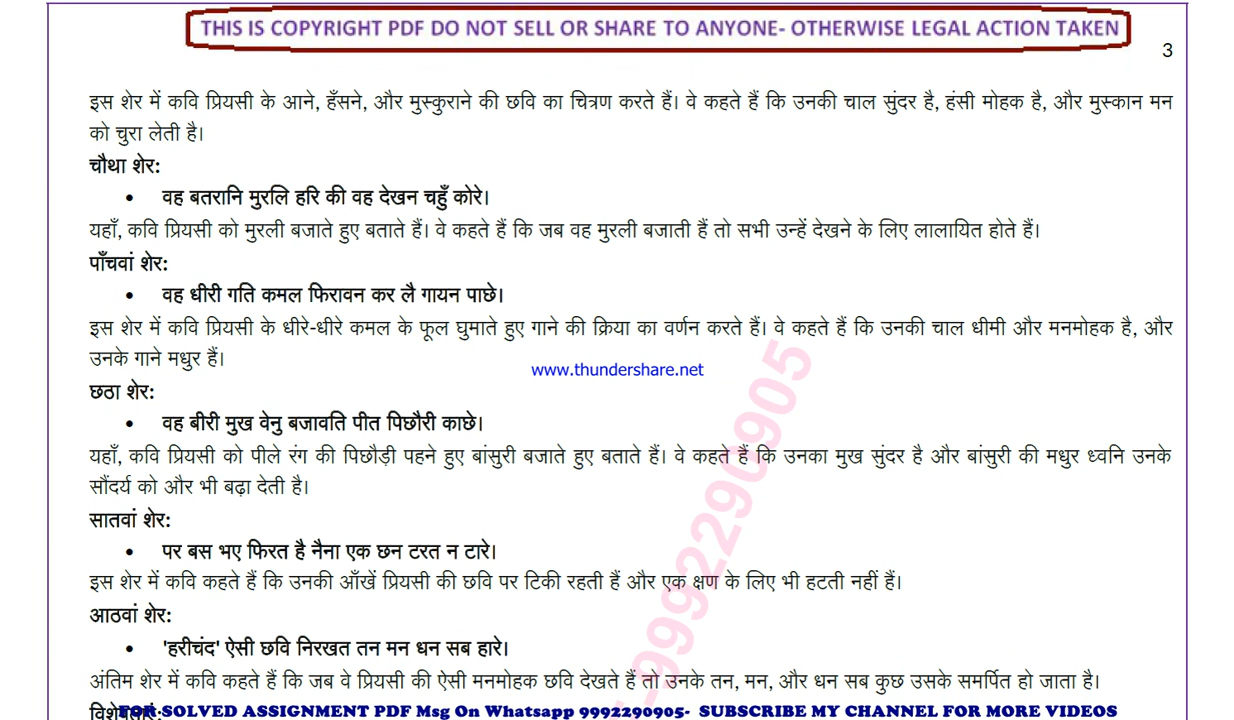 THIS IS COPYRIGHT PDF DO NOT SELL OR SHARE TO ANYONE- OTHERWISE LEGAL ACTION TAKEN
3
इस शेर में कवि प्रियसी के आने, हँसने, और मुस्कुराने की छवि का चित्रण करते हैं। वे कहते हैं कि उनकी चाल सुंदर है, हंसी मोहक है, और मुस्कान मन
को चुरा लेती है।
चौथा शेर:
• वह बतरानि मुरलि हरि की वह देखन चहुँ कोरे।
यहाँ, कवि प्रियसी को मुरली बजाते हुए बताते हैं। वे कहते हैं कि जब वह मुरली बजाती हैं तो सभी उन्हें देखने के लिए लालायित होते हैं।
पाँचवां शेर:
• वह धीरी गति कमल फिरावन कर लै गायन पाछे।
इस शेर में कवि प्रियसी के धीरे-धीरे कमल के फूल घुमाते हुए गाने की क्रिया का वर्णन करते हैं। वे कहते हैं कि उनकी चाल धीमी और मनमोहक है, और
उनके गाने मधुर हैं।
www.thundershare.net
छठा शेर:
• वह बीरी मुख वेनु बजावति पीत पिछौरी काछे।
यहाँ, कवि प्रियसी को पीले रंग की पिछौड़ी पहने हुए बांसुरी बजाते हुए बताते हैं। वे कहते हैं कि उनका मुख सुंदर है और बांसुरी की मधुर ध्वनि उनके
सौंदर्य को और भी बढ़ा देती है।
सातवां शेर:
• पर बस भए फिरत है नैना एक छन टरत न टारे।
इस शेर में कवि कहते हैं कि उनकी आँखें प्रियसी की छवि पर टिकी रहती हैं और एक क्षण के लिए भी हटती नहीं हैं।
आठवां शेर:
• 'हरीचंद' ऐसी छवि निरखत तन मन धन सब हारे।
अंतिम शेर में कवि कहते हैं कि जब वे प्रियसी की ऐसी मनमोहक छवि देखते हैं तो उनके तन, मन, और धन सब कुछ उसके समर्पित हो जाता है।
विशेषताएं:
FOR SOLVED ASSIGNMENT PDF Msg On Whatsapp 9992290905- SUBSCRIBE MY CHANNEL FOR MORE VIDEOS
-9992290905